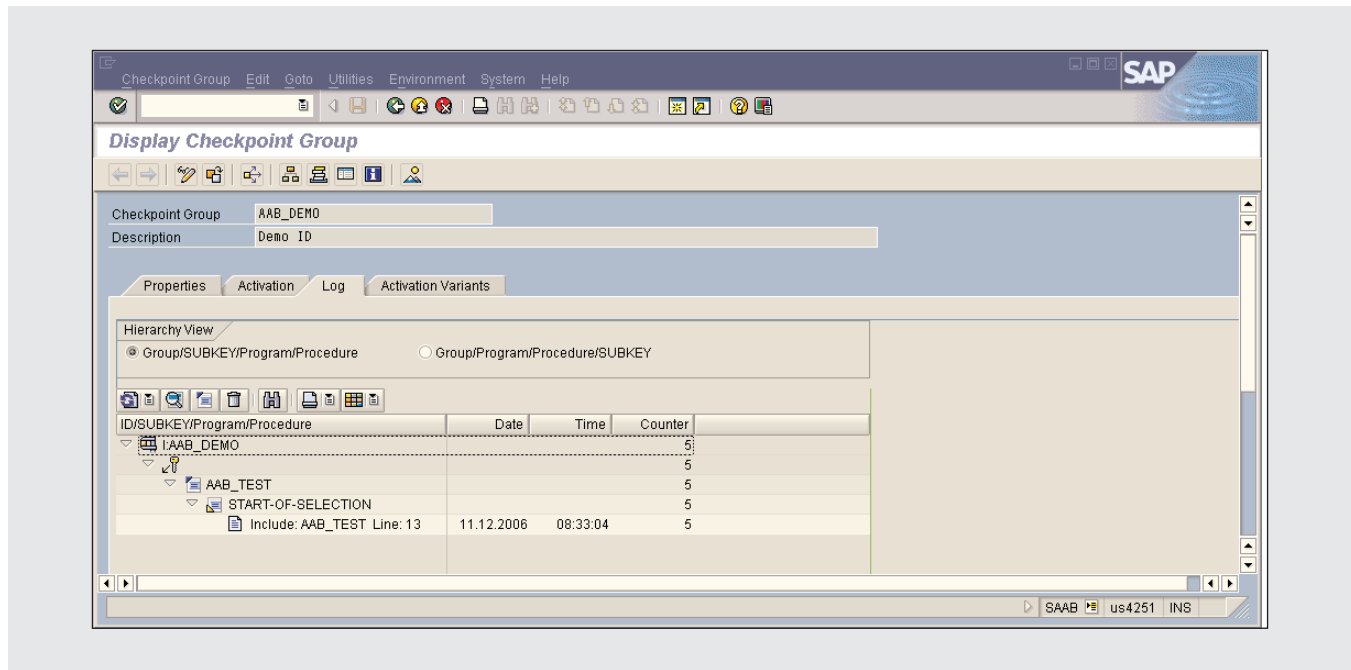 Checkpoint Group Edit Goto Utilities Environment System Help
SAP
Display Checkpoint Group
Checkpoint Group AAB_DEMO
Description Demo ID
Properties Activation Log Activation Variants
Hierarchy View
Group/SUBKEY/Program/Procedure Group/Program/Procedure/SUBKEY
ID/SUBKEY/Program/Procedure Date Time Counter
I:AAB_DEMO 5
5
AAB_TEST 5
START-OF-SELECTION 5
Include: AAB_TEST Line: 13 11.12.2006 08:33:04 5
SAAB us4251 INS